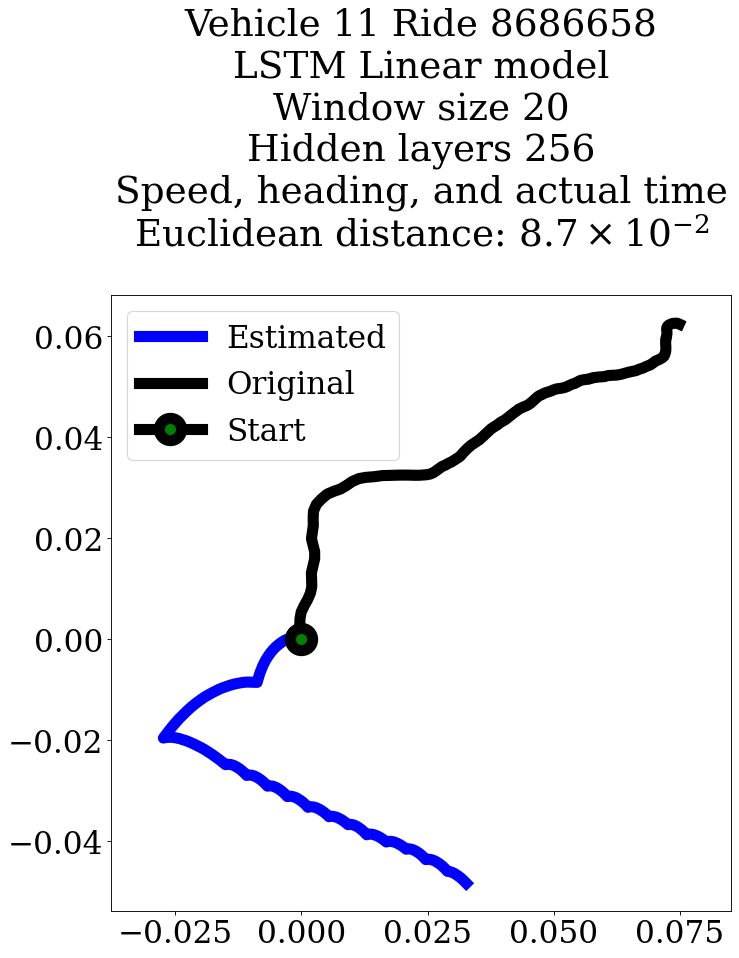 Vehicle 11 Ride 8686658
LSTM Linear model
Window size 20
Hidden layers 256
Speed, heading, and actual time
Euclidean distance: 8.7 × 10⁻²
Estimated
Original
Start
0.06
0.04
0.02
0.00
−0.02
−0.04
−0.025 0.000 0.025 0.050 0.075